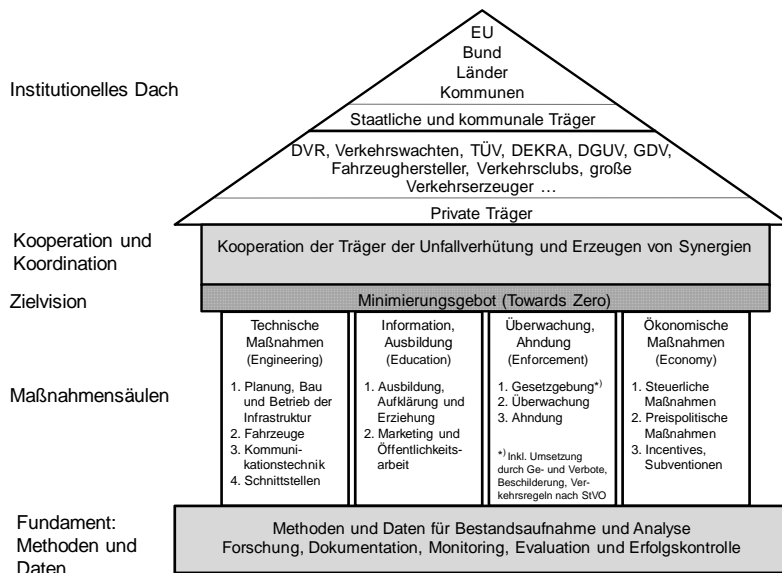 Institutionelles Dach
EU
Bund
Länder
Kommunen
Staatliche und kommunale Träger
DVR, Verkehrswachten, TÜV, DEKRA, DGUV, GDV,
Fahrzeughersteller, Verkehrsclubs, große
Verkehrserzeuger ...
Private Träger
Kooperation und
Koordination
Kooperation der Träger der Unfallverhütung und Erzeugen von Synergien
Zielvision
Minimierungsgebot (Towards Zero)
Maßnahmensäulen
Technische
Maßnahmen
(Engineering)
1. Planung, Bau
und Betrieb der
Infrastruktur
2. Fahrzeuge
3. Kommuni-
kationstechnik
4. Schnittstellen
Information,
Ausbildung
(Education)
1. Ausbildung,
Aufklärung und
Erziehung
2. Marketing und
Öffentlichkeits-
arbeit
Überwachung,
Ahndung
(Enforcement)
1. Gesetzgebung*)
2. Überwachung
3. Ahndung
*) Inkl. Umsetzung
durch Ge- und Verbote,
Beschilderung, Ver-
kehrsregeln nach StVO
Ökonomische
Maßnahmen
(Economy)
1. Steuerliche
Maßnahmen
2. Preispolitische
Maßnahmen
3. Incentives,
Subventionen
Fundament:
Methoden und
Daten
Methoden und Daten für Bestandsaufnahme und Analyse
Forschung, Dokumentation, Monitoring, Evaluation und Erfolgskontrolle